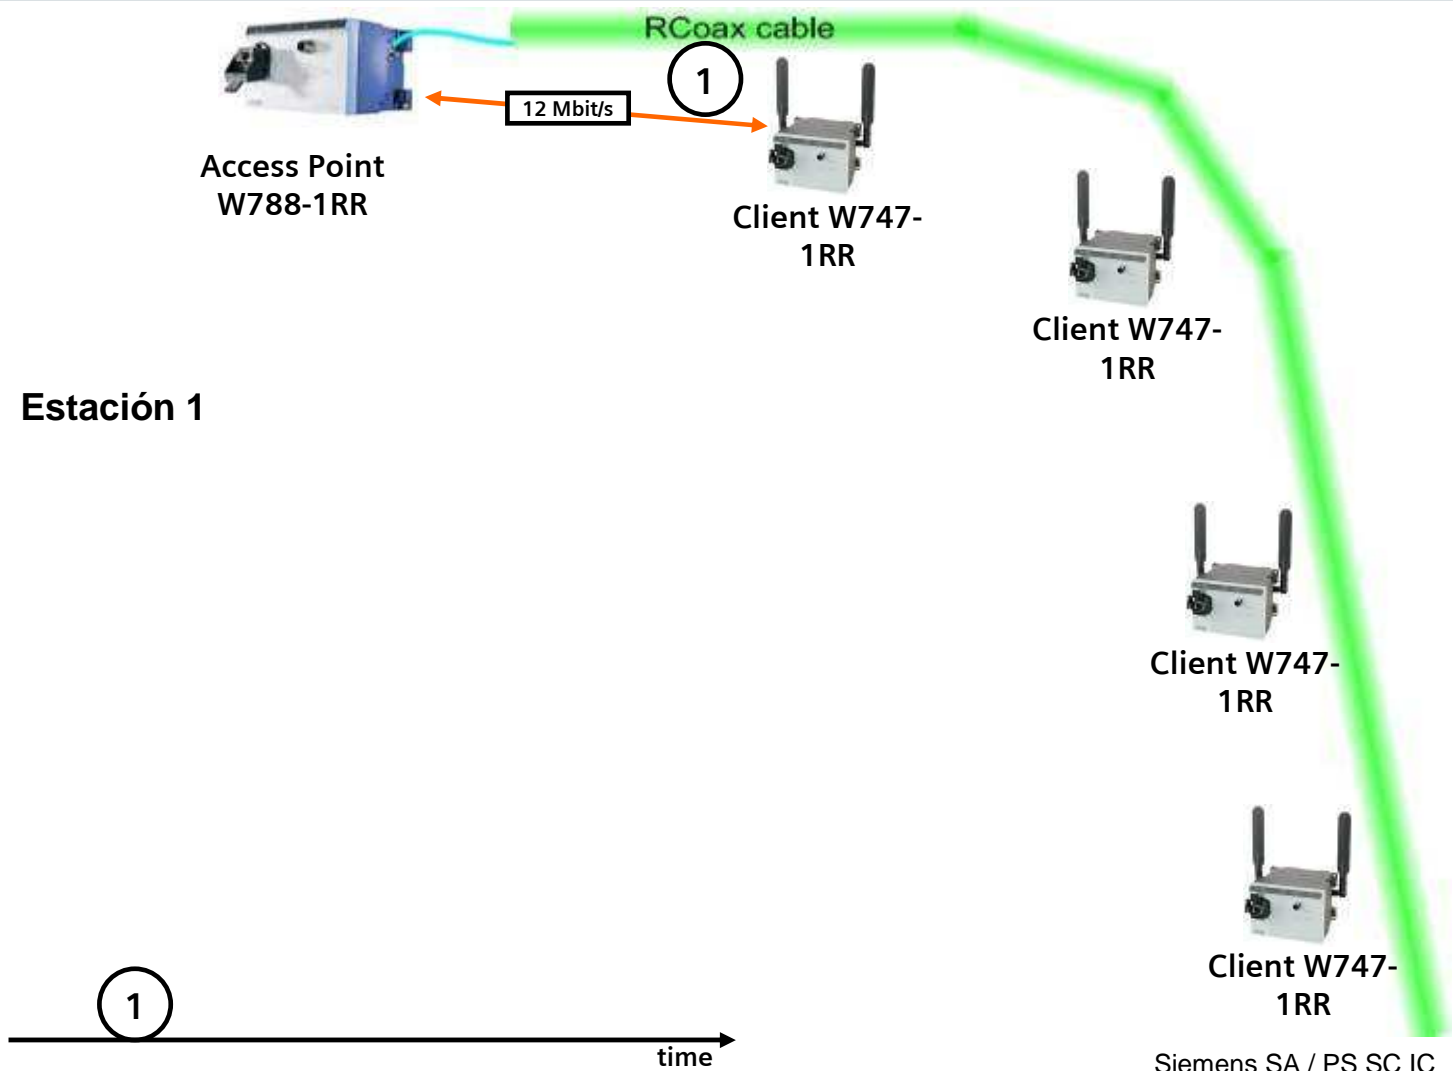 RCoax cable
1
12 Mbit/s
Access Point
W788-1RR
Client W747-
1RR
Client W747-
1RR
Estación 1
Client W747-
1RR
Client W747-
1RR
1
time
Siemens SA / PS SC IC